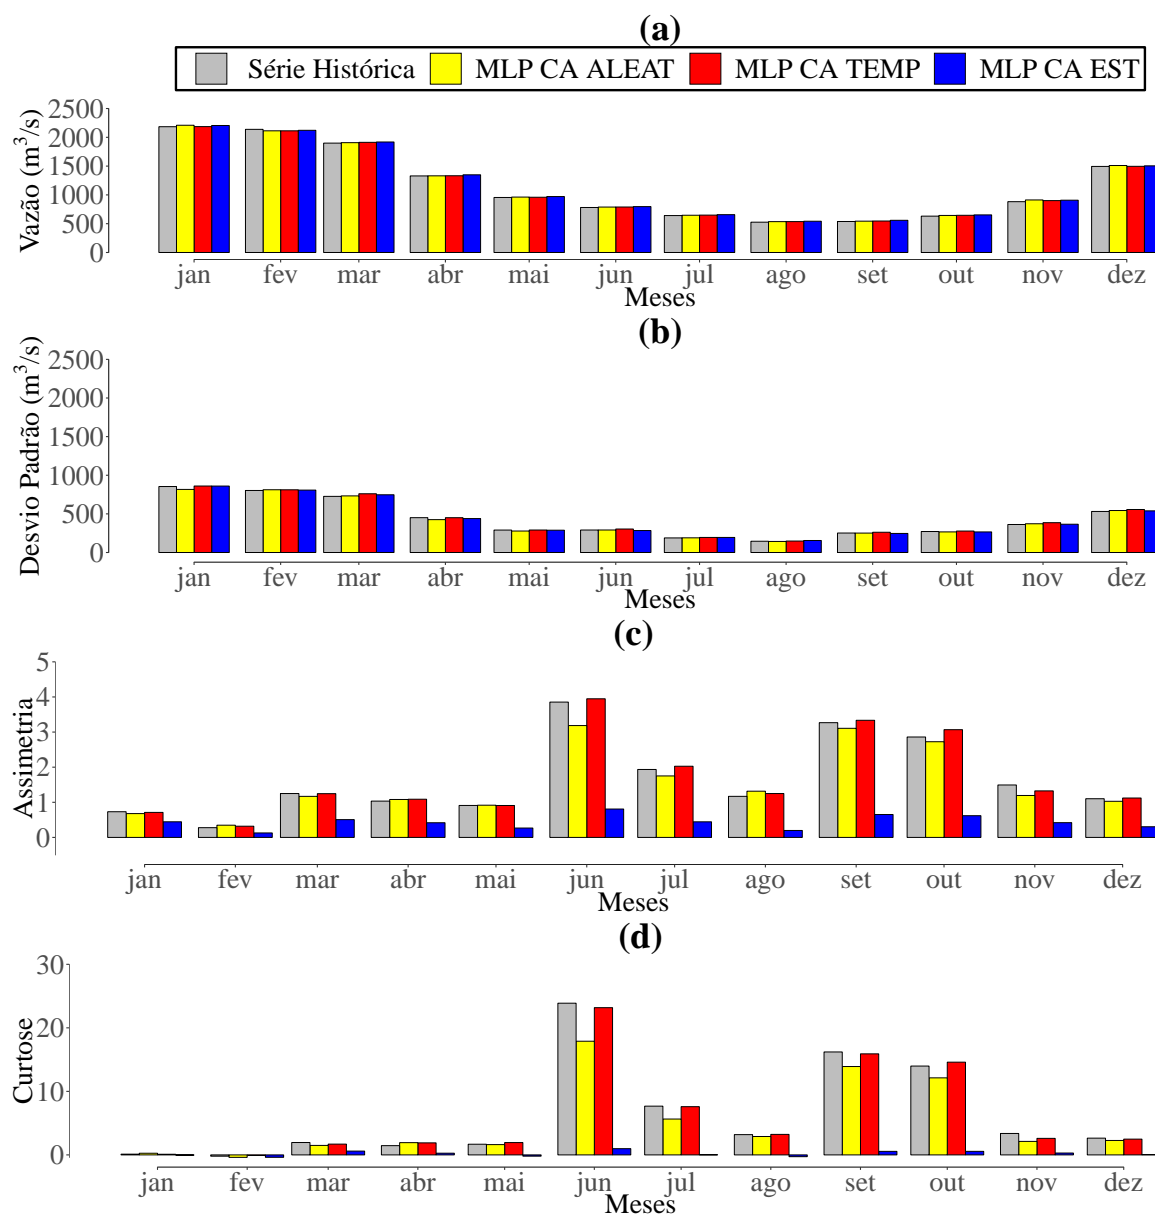 (a)
Série Histórica MLP CA ALEAT MLP CA TEMP MLP CA EST
Vazão (m³/s)
2500
2000
1500
1000
500
0
jan fev mar abr mai jun jul ago set out nov dez
Meses
(b)
Desvio Padrão (m³/s)
2500
2000
1500
1000
500
0
jan fev mar abr mai jun jul ago set out nov dez
Meses
(c)
Assimetria
5
4
3
2
1
0
jan fev mar abr mai jun jul ago set out nov dez
Meses
(d)
Curtose
30
20
10
0
jan fev mar abr mai jun jul ago set out nov dez
Meses